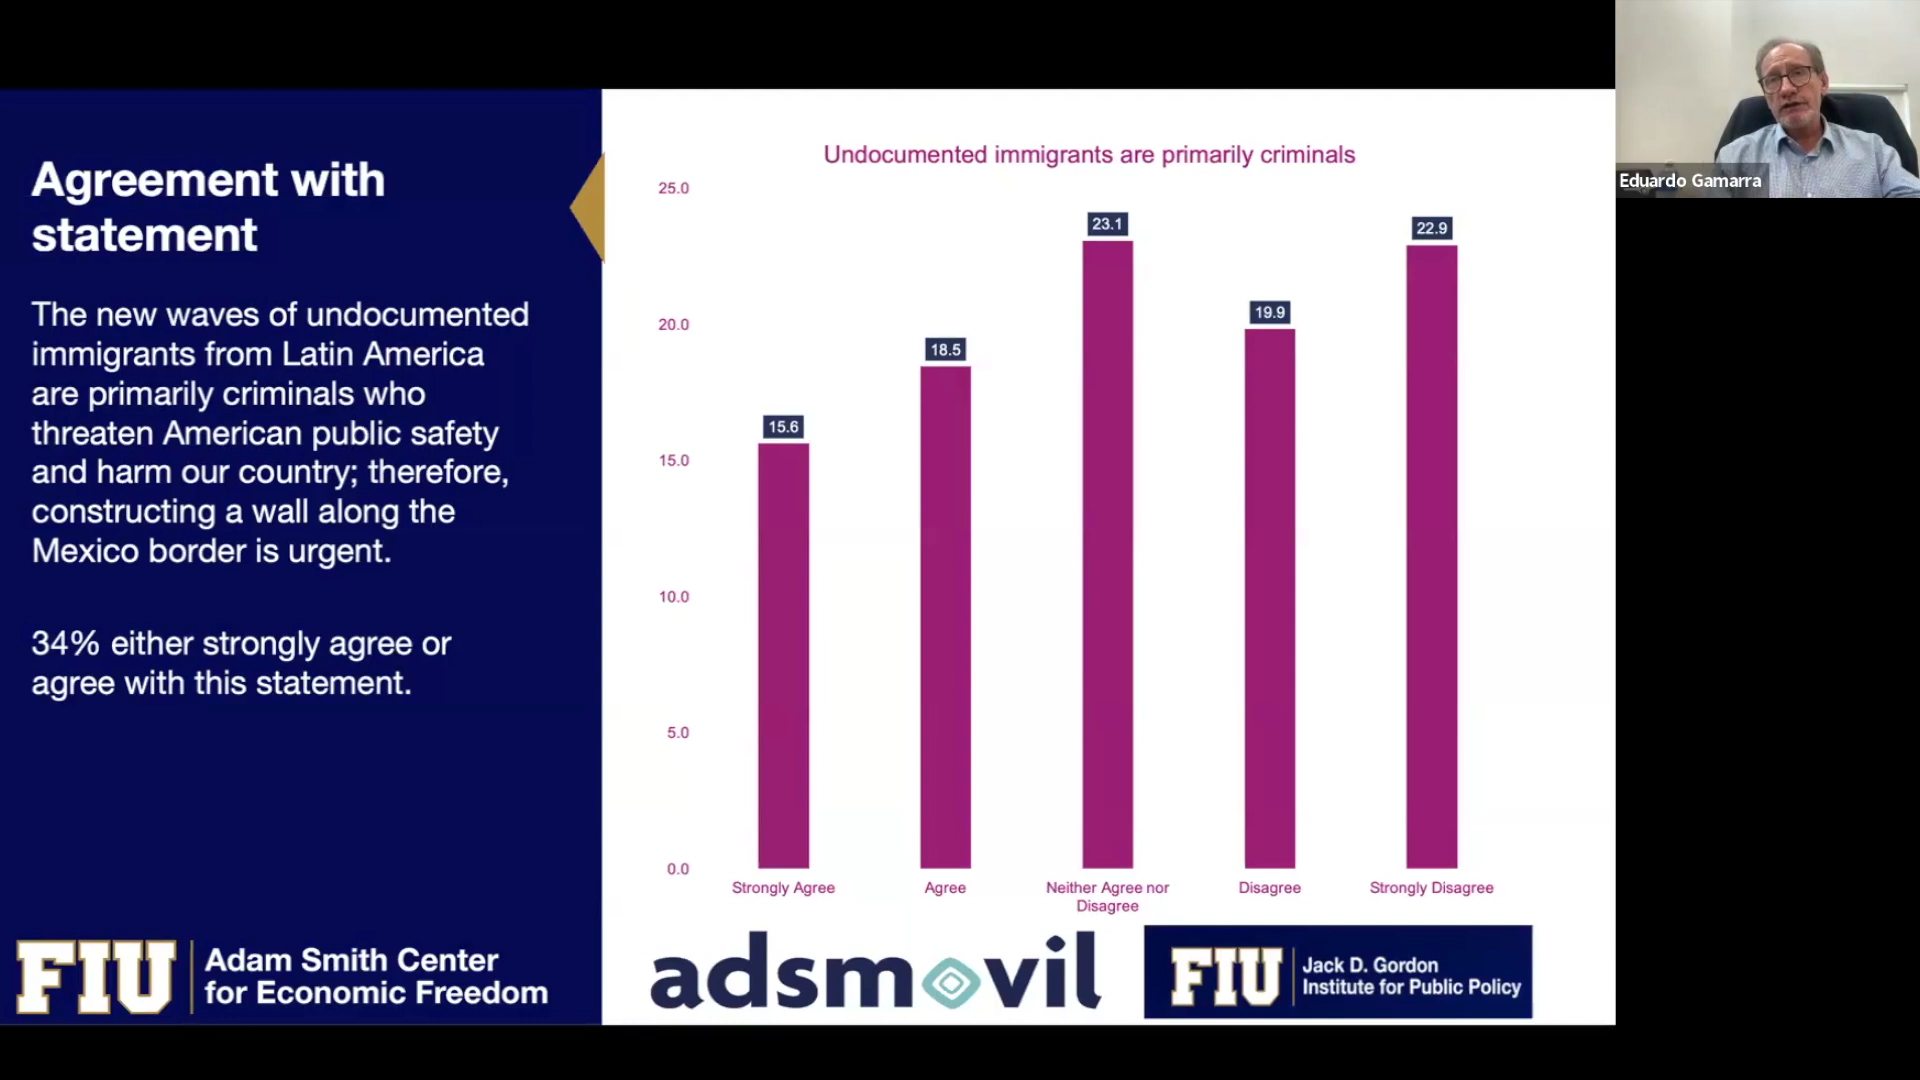 Agreement with
statement
The new waves of undocumented
immigrants from Latin America
are primarily criminals who
threaten American public safety
and harm our country; therefore,
constructing a wall along the
Mexico border is urgent.
34% either strongly agree or
agree with this statement.
FIU
Adam Smith Center
for Economic Freedom
Undocumented immigrants are primarily criminals
25.0
20.0
15.0
10.0
5.0
0.0
15.6
18.5
23.1
19.9
22.9
Strongly Agree
Agree
Neither Agree nor
Disagree
Disagree
Strongly Disagree
adsmovil
FIU
Jack D. Gordon
Institute for Public Policy
Eduardo Gamarra